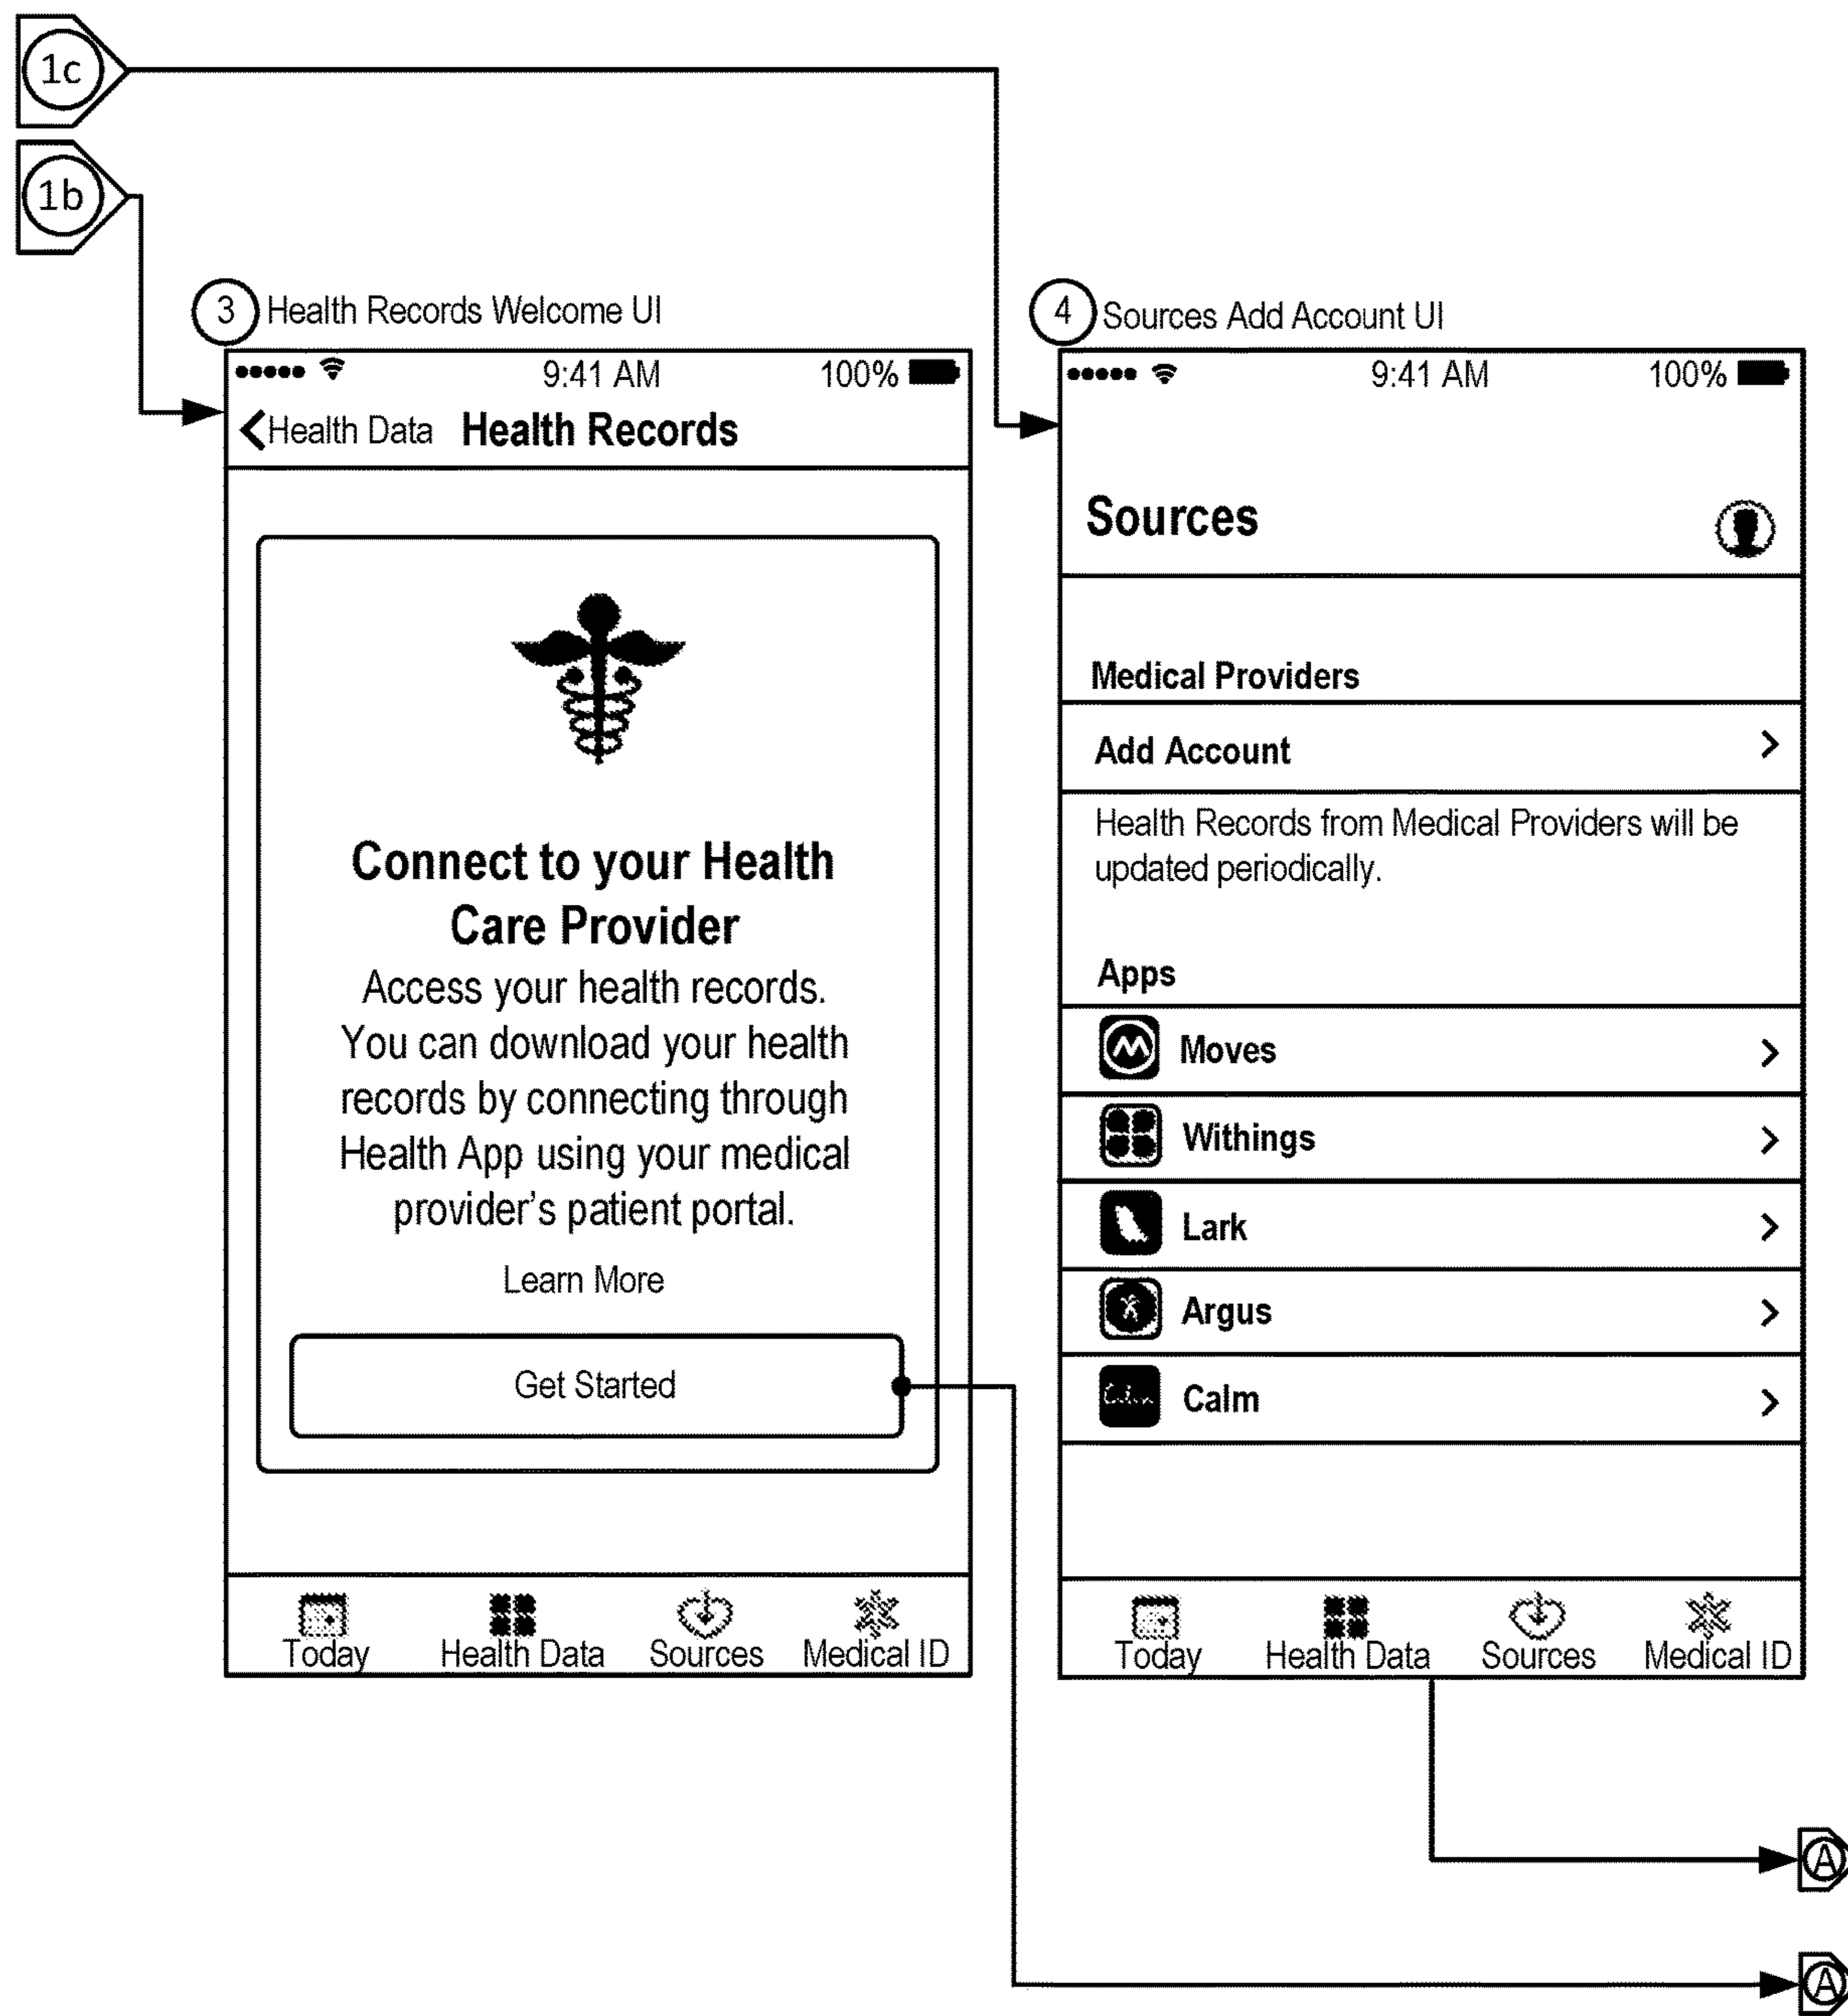 1c
1b
3 Health Records Welcome UI
9:41 AM 100%
Health Data Health Records
Connect to your Health
Care Provider
Access your health records.
You can download your health
records by connecting through
Health App using your medical
provider's patient portal.
Learn More
Get Started
Today Health Data Sources Medical ID
4 Sources Add Account UI
9:41 AM 100%
Sources
Medical Providers
Add Account
Health Records from Medical Providers will be
updated periodically.
Apps
Moves
Withings
Lark
Argus
Calm
Today Health Data Sources Medical ID
A
A